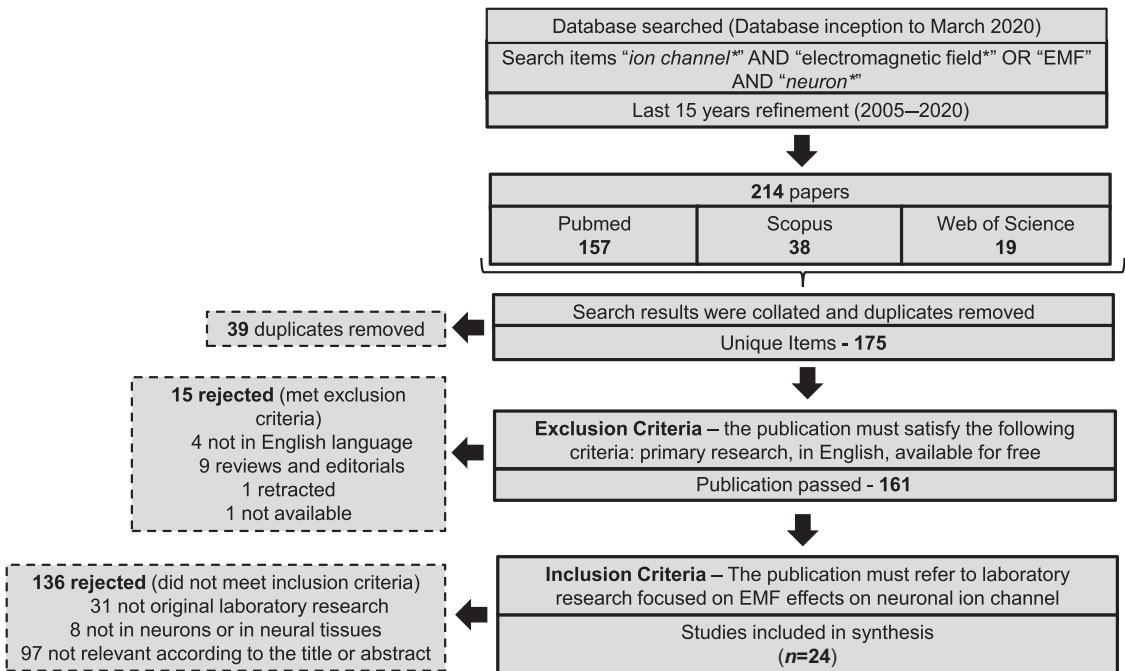 Database searched (Database inception to March 2020)
Search items “ion channel*” AND “electromagnetic field*” OR “EMF”
AND “neuron*”
Last 15 years refinement (2005–2020)
214 papers
Pubmed
157
Scopus
38
Web of Science
19
Search results were collated and duplicates removed
Unique Items - 175
39 duplicates removed
Exclusion Criteria – the publication must satisfy the following
criteria: primary research, in English, available for free
Publication passed - 161
15 rejected (met exclusion
criteria)
4 not in English language
9 reviews and editorials
1 retracted
1 not available
Inclusion Criteria – The publication must refer to laboratory
research focused on EMF effects on neuronal ion channel
Studies included in synthesis
(n=24)
136 rejected (did not meet inclusion criteria)
31 not original laboratory research
8 not in neurons or in neural tissues
97 not relevant according to the title or abstract